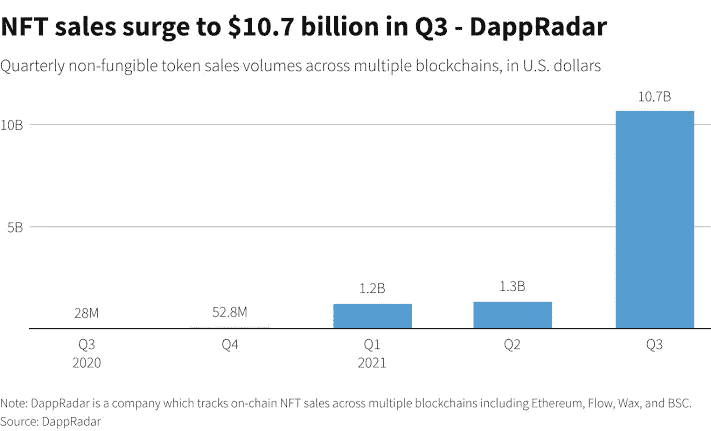 NFT sales surge to $10.7 billion in Q3 - DappRadar
Quarterly non-fungible token sales volumes across multiple blockchains, in U.S. dollars
10.7B
10B
5B
1.2B
1.3B
28M
52.8M
Q3
Q4
Q1
Q2
Q3
2020
2021
Note: DappRadar is a company which tracks on-chain NFT sales across multiple blockchains including Ethereum, Flow, Wax, and BSC.
Source: DappRadar